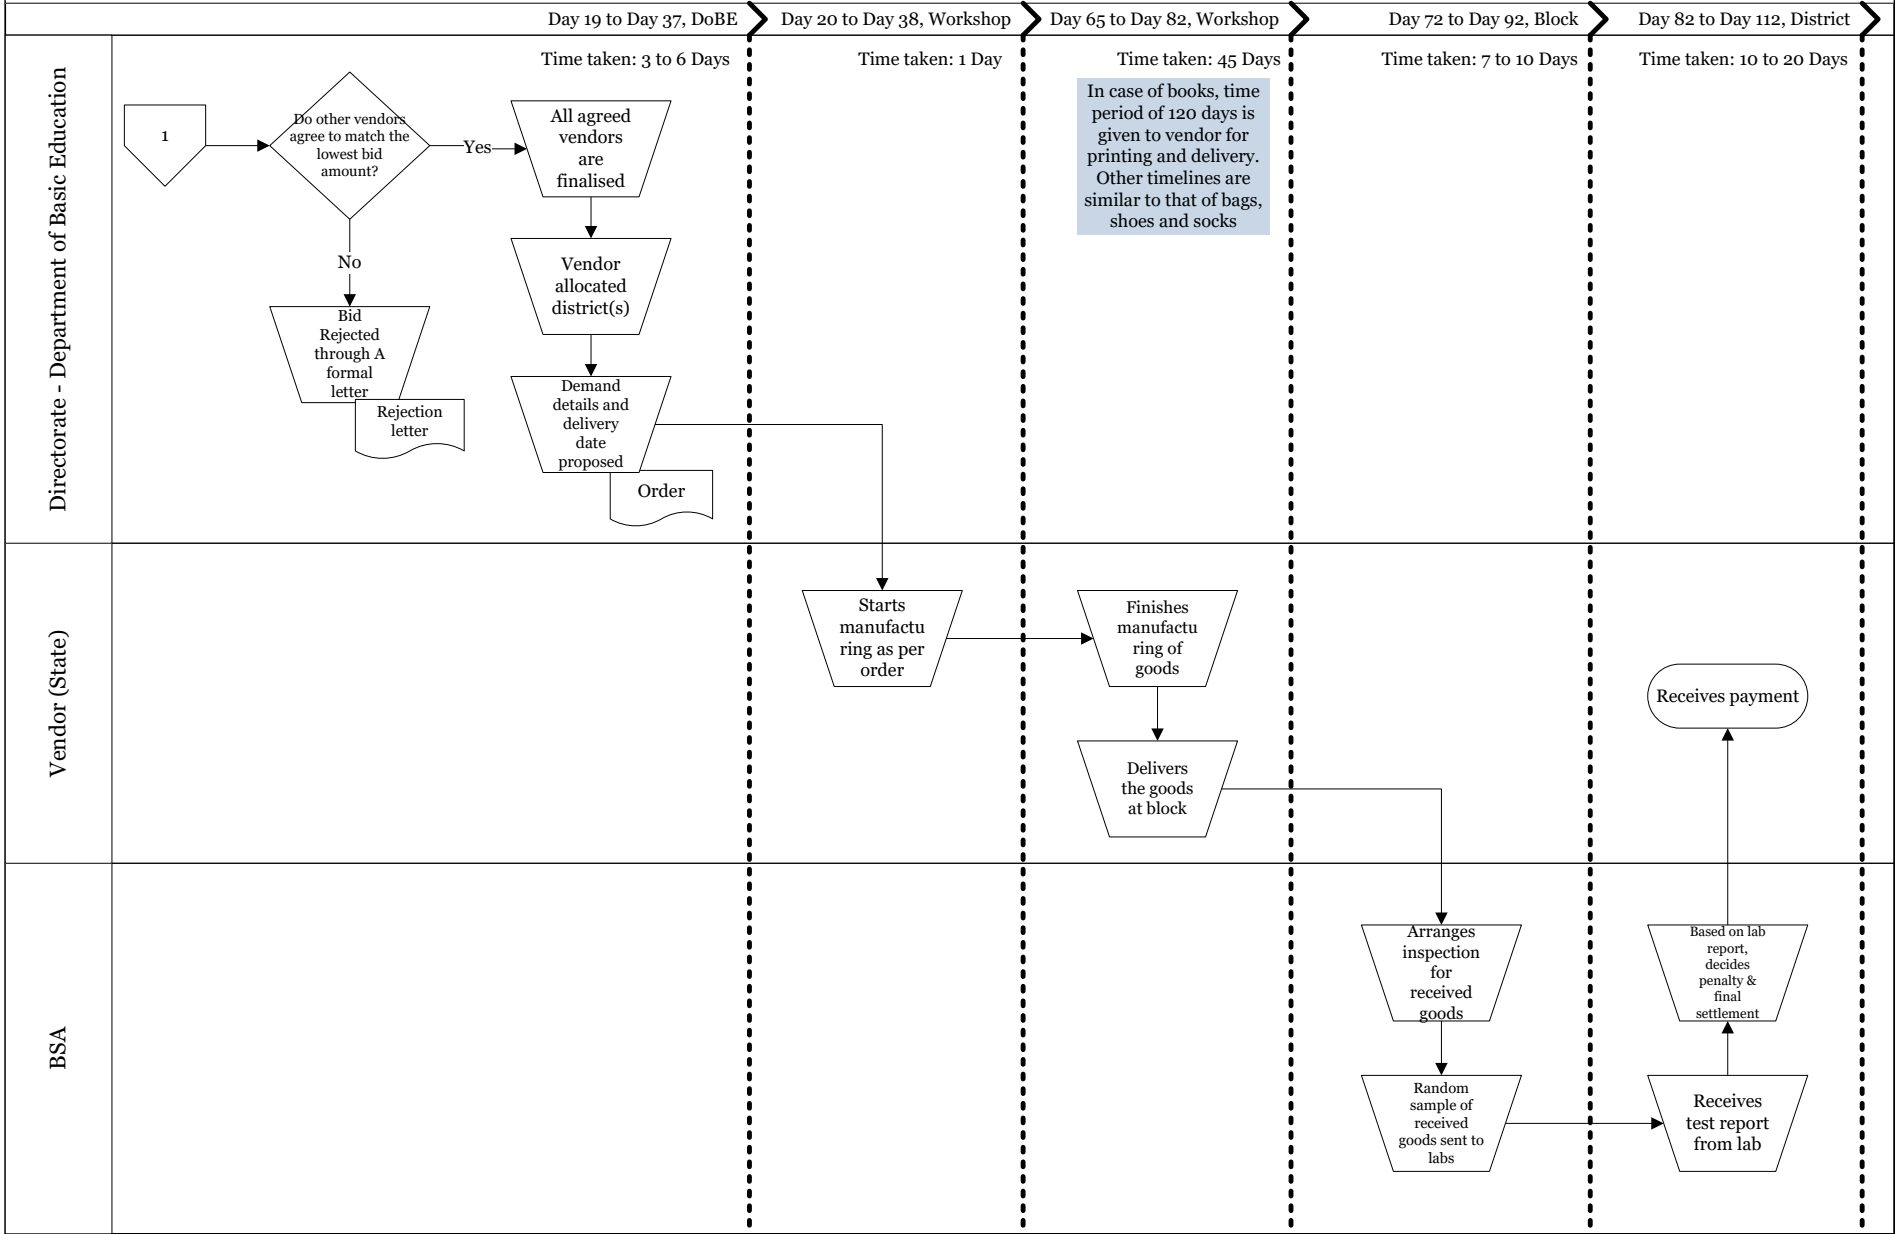 Day 19 to Day 37, DoBE
Day 20 to Day 38, Workshop
Day 65 to Day 82, Workshop
Day 72 to Day 92, Block
Day 82 to Day 112, District
Time taken: 3 to 6 Days
Time taken: 1 Day
Time taken: 45 Days
Time taken: 7 to 10 Days
Time taken: 10 to 20 Days
Directorate - Department of Basic Education
1
Do other vendors
agree to match the
lowest bid
amount?
Yes
No
Bid
Rejected
through A
formal
letter
Rejection
letter
All agreed
vendors
are
finalised
Vendor
allocated
district(s)
Demand
details and
delivery
date
proposed
Order
In case of books, time
period of 120 days is
given to vendor for
printing and delivery.
Other timelines are
similar to that of bags,
shoes and socks
Vendor (State)
Starts
manufactu
ring as per
order
Finishes
manufactu
ring of
goods
Delivers
the goods
at block
Receives payment
BSA
Arranges
inspection
for
received
goods
Random
sample of
received
goods sent to
labs
Based on lab
report,
decides
penalty &
final
settlement
Receives
test report
from lab